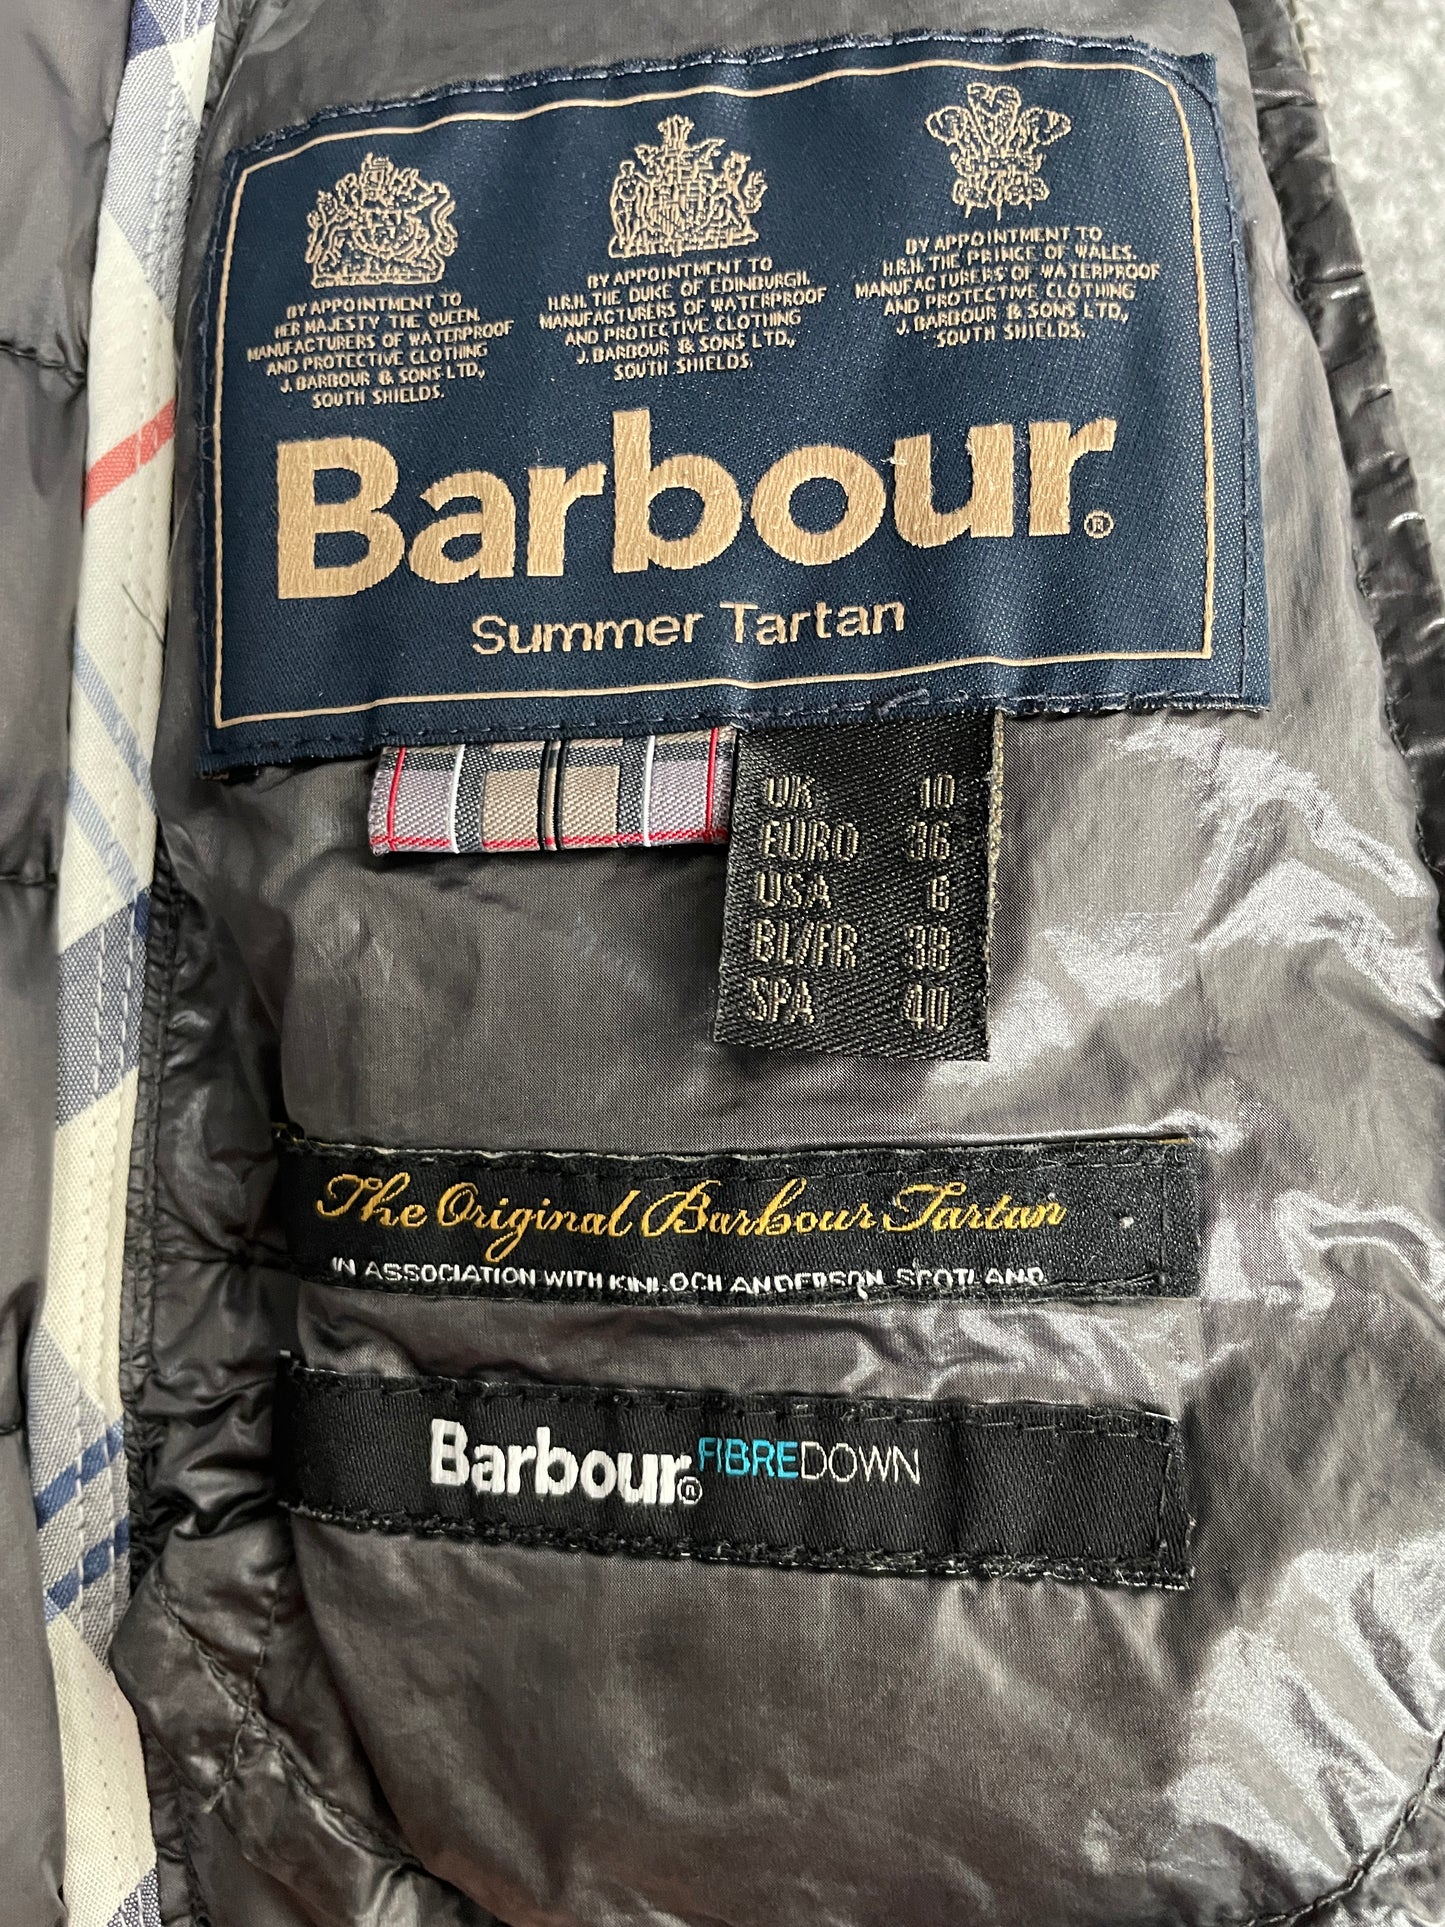 BY APPOINTMENT TO
HER MAJESTY THE QUEEN
MANUFACTURERS OF WATERPROOF
AND PROTECTIVE CLOTHING
J. BARBOUR & SONS LTD.,
SOUTH SHIELDS.
BY APPOINTMENT TO
H.R.H. THE DUKE OF EDINBURGH.
MANUFACTURERS OF WATERPROOF
AND PROTECTIVE CLOTHING
J. BARBOUR & SONS LTD.,
SOUTH SHIELDS.
BY APPOINTMENT TO
H.R.H. THE PRINCE OF WALES.
MANUFACTURERS OF WATERPROOF
AND PROTECTIVE CLOTHING
J. BARBOUR & SONS LTD.,
SOUTH SHIELDS.
Barbour®
Summer Tartan
UK 10
EURO 36
USA 6
BL/FR 38
SPA 40
The Original Barbour Tartan
IN ASSOCIATION WITH KINLOCH ANDERSON, SCOTLAND.
Barbour® FIBREDOWN